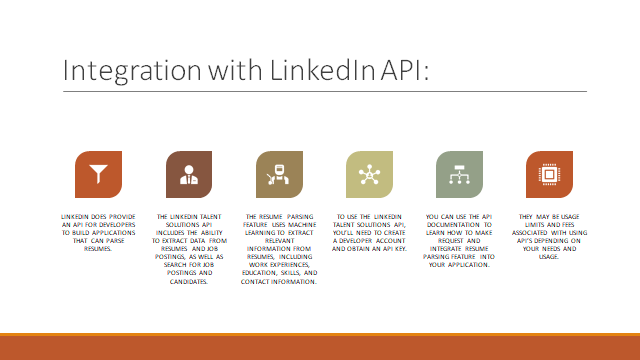 Integration with LinkedIn API:
LINKEDIN DOES PROVIDE
AN API FOR DEVELOPERS
TO BUILD APPLICATIONS
THAT CAN PARSE
RESUMES.
THE LINKEDIN TALENT
SOLUTIONS API
INCLUDES THE ABILITY
TO EXTRACT DATA FROM
RESUMES AND JOB
POSTINGS, AS WELL AS
SEARCH FOR JOB
POSTINGS AND
CANDIDATES.
THE RESUME PARSING
FEATURE USES MACHINE
LEARNING TO EXTRACT
RELEVANT
INFORMATION FROM
RESUMES, INCLUDING
WORK EXPERIENCES,
EDUCATION, SKILLS, AND
CONTACT INFORMATION.
TO USE THE LINKEDIN
TALENT SOLUTIONS API,
YOU'LL NEED TO CREATE
A DEVELOPER ACCOUNT
AND OBTAIN AN API KEY.
YOU CAN USE THE API
DOCUMENTATION TO
LEARN HOW TO MAKE
REQUEST AND
INTEGRATE RESUME
PARSING FEATURE INTO
YOUR APPLICATION.
THEY MAY BE USAGE
LIMITS AND FEES
ASSOCIATED WITH USING
API'S DEPENDING ON
YOUR NEEDS AND
USAGE.